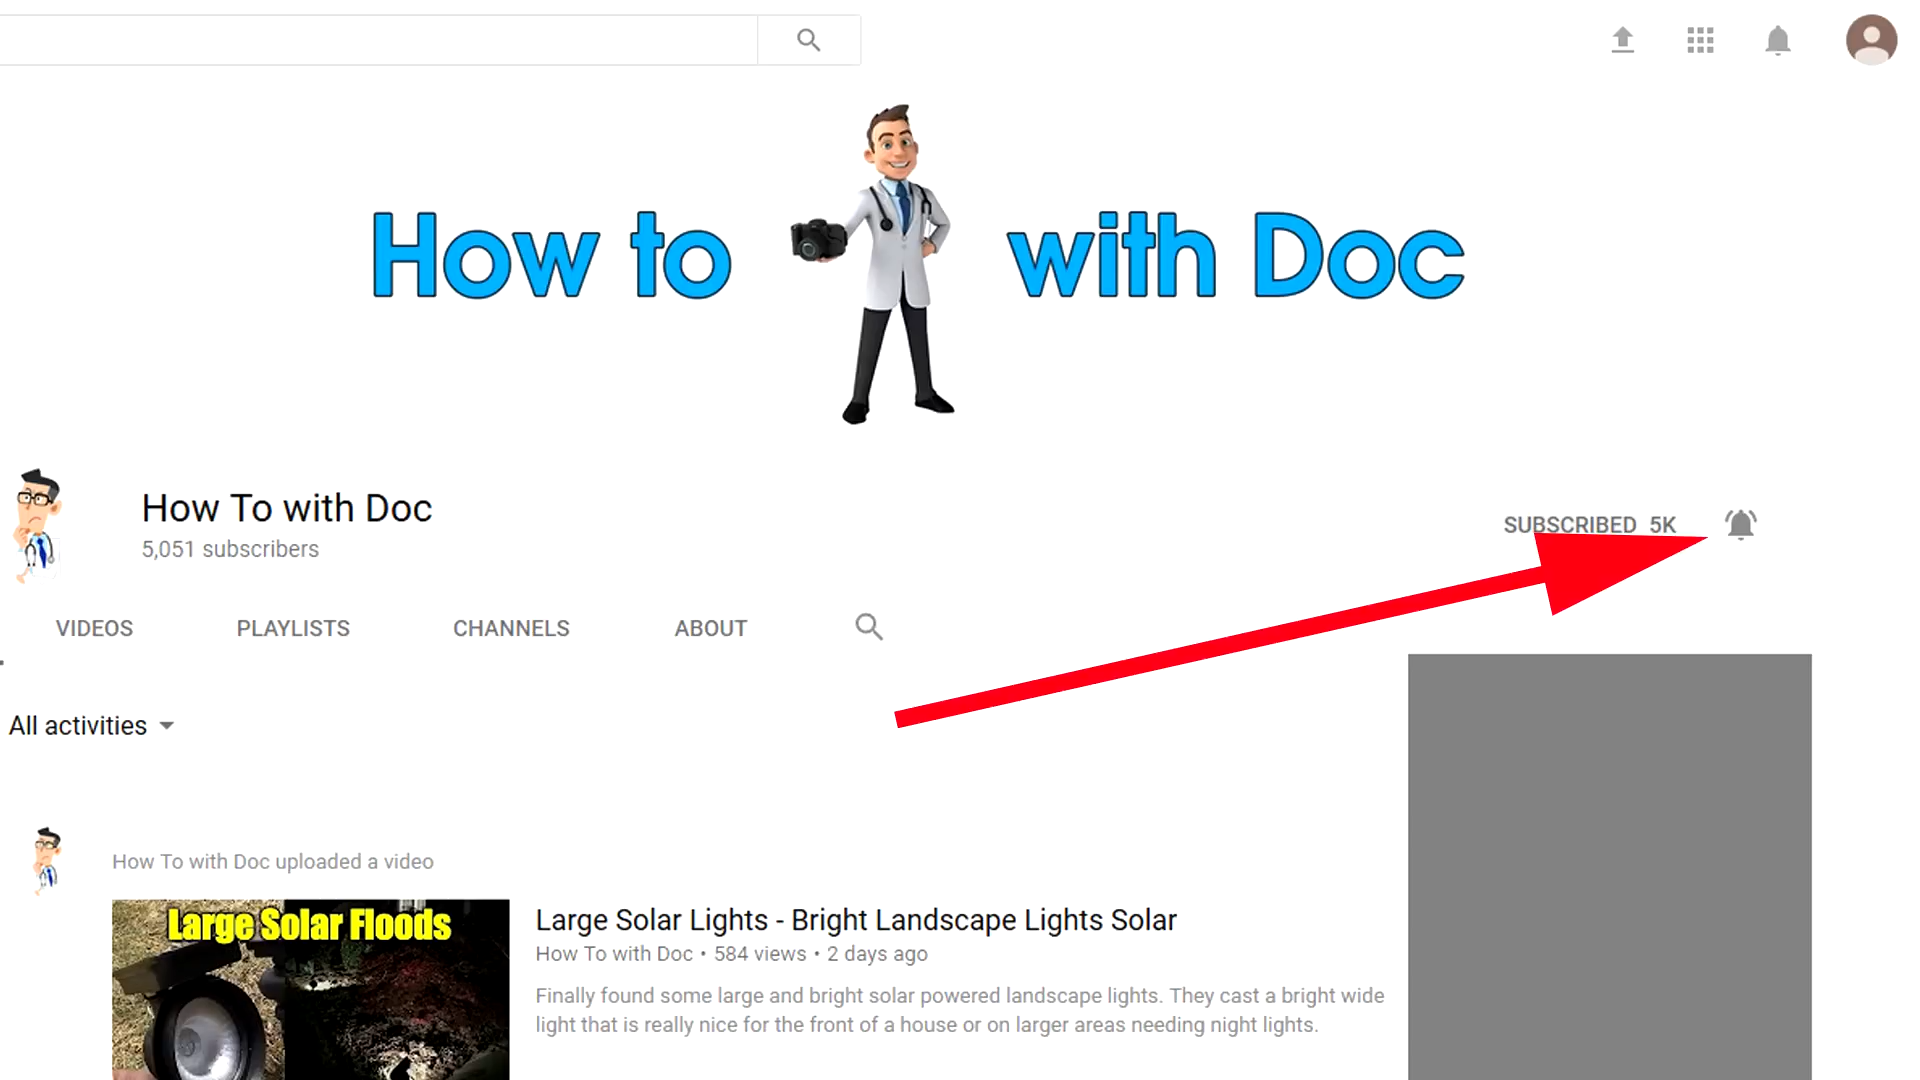 How to with Doc
How To with Doc
5,051 subscribers
SUBSCRIBED 5K
VIDEOS PLAYLISTS CHANNELS ABOUT
All activities
How To with Doc uploaded a video
Large Solar Floods
Large Solar Lights - Bright Landscape Lights Solar
How To with Doc • 584 views • 2 days ago
Finally found some large and bright solar powered landscape lights. They cast a bright wide
light that is really nice for the front of a house or on larger areas needing night lights.